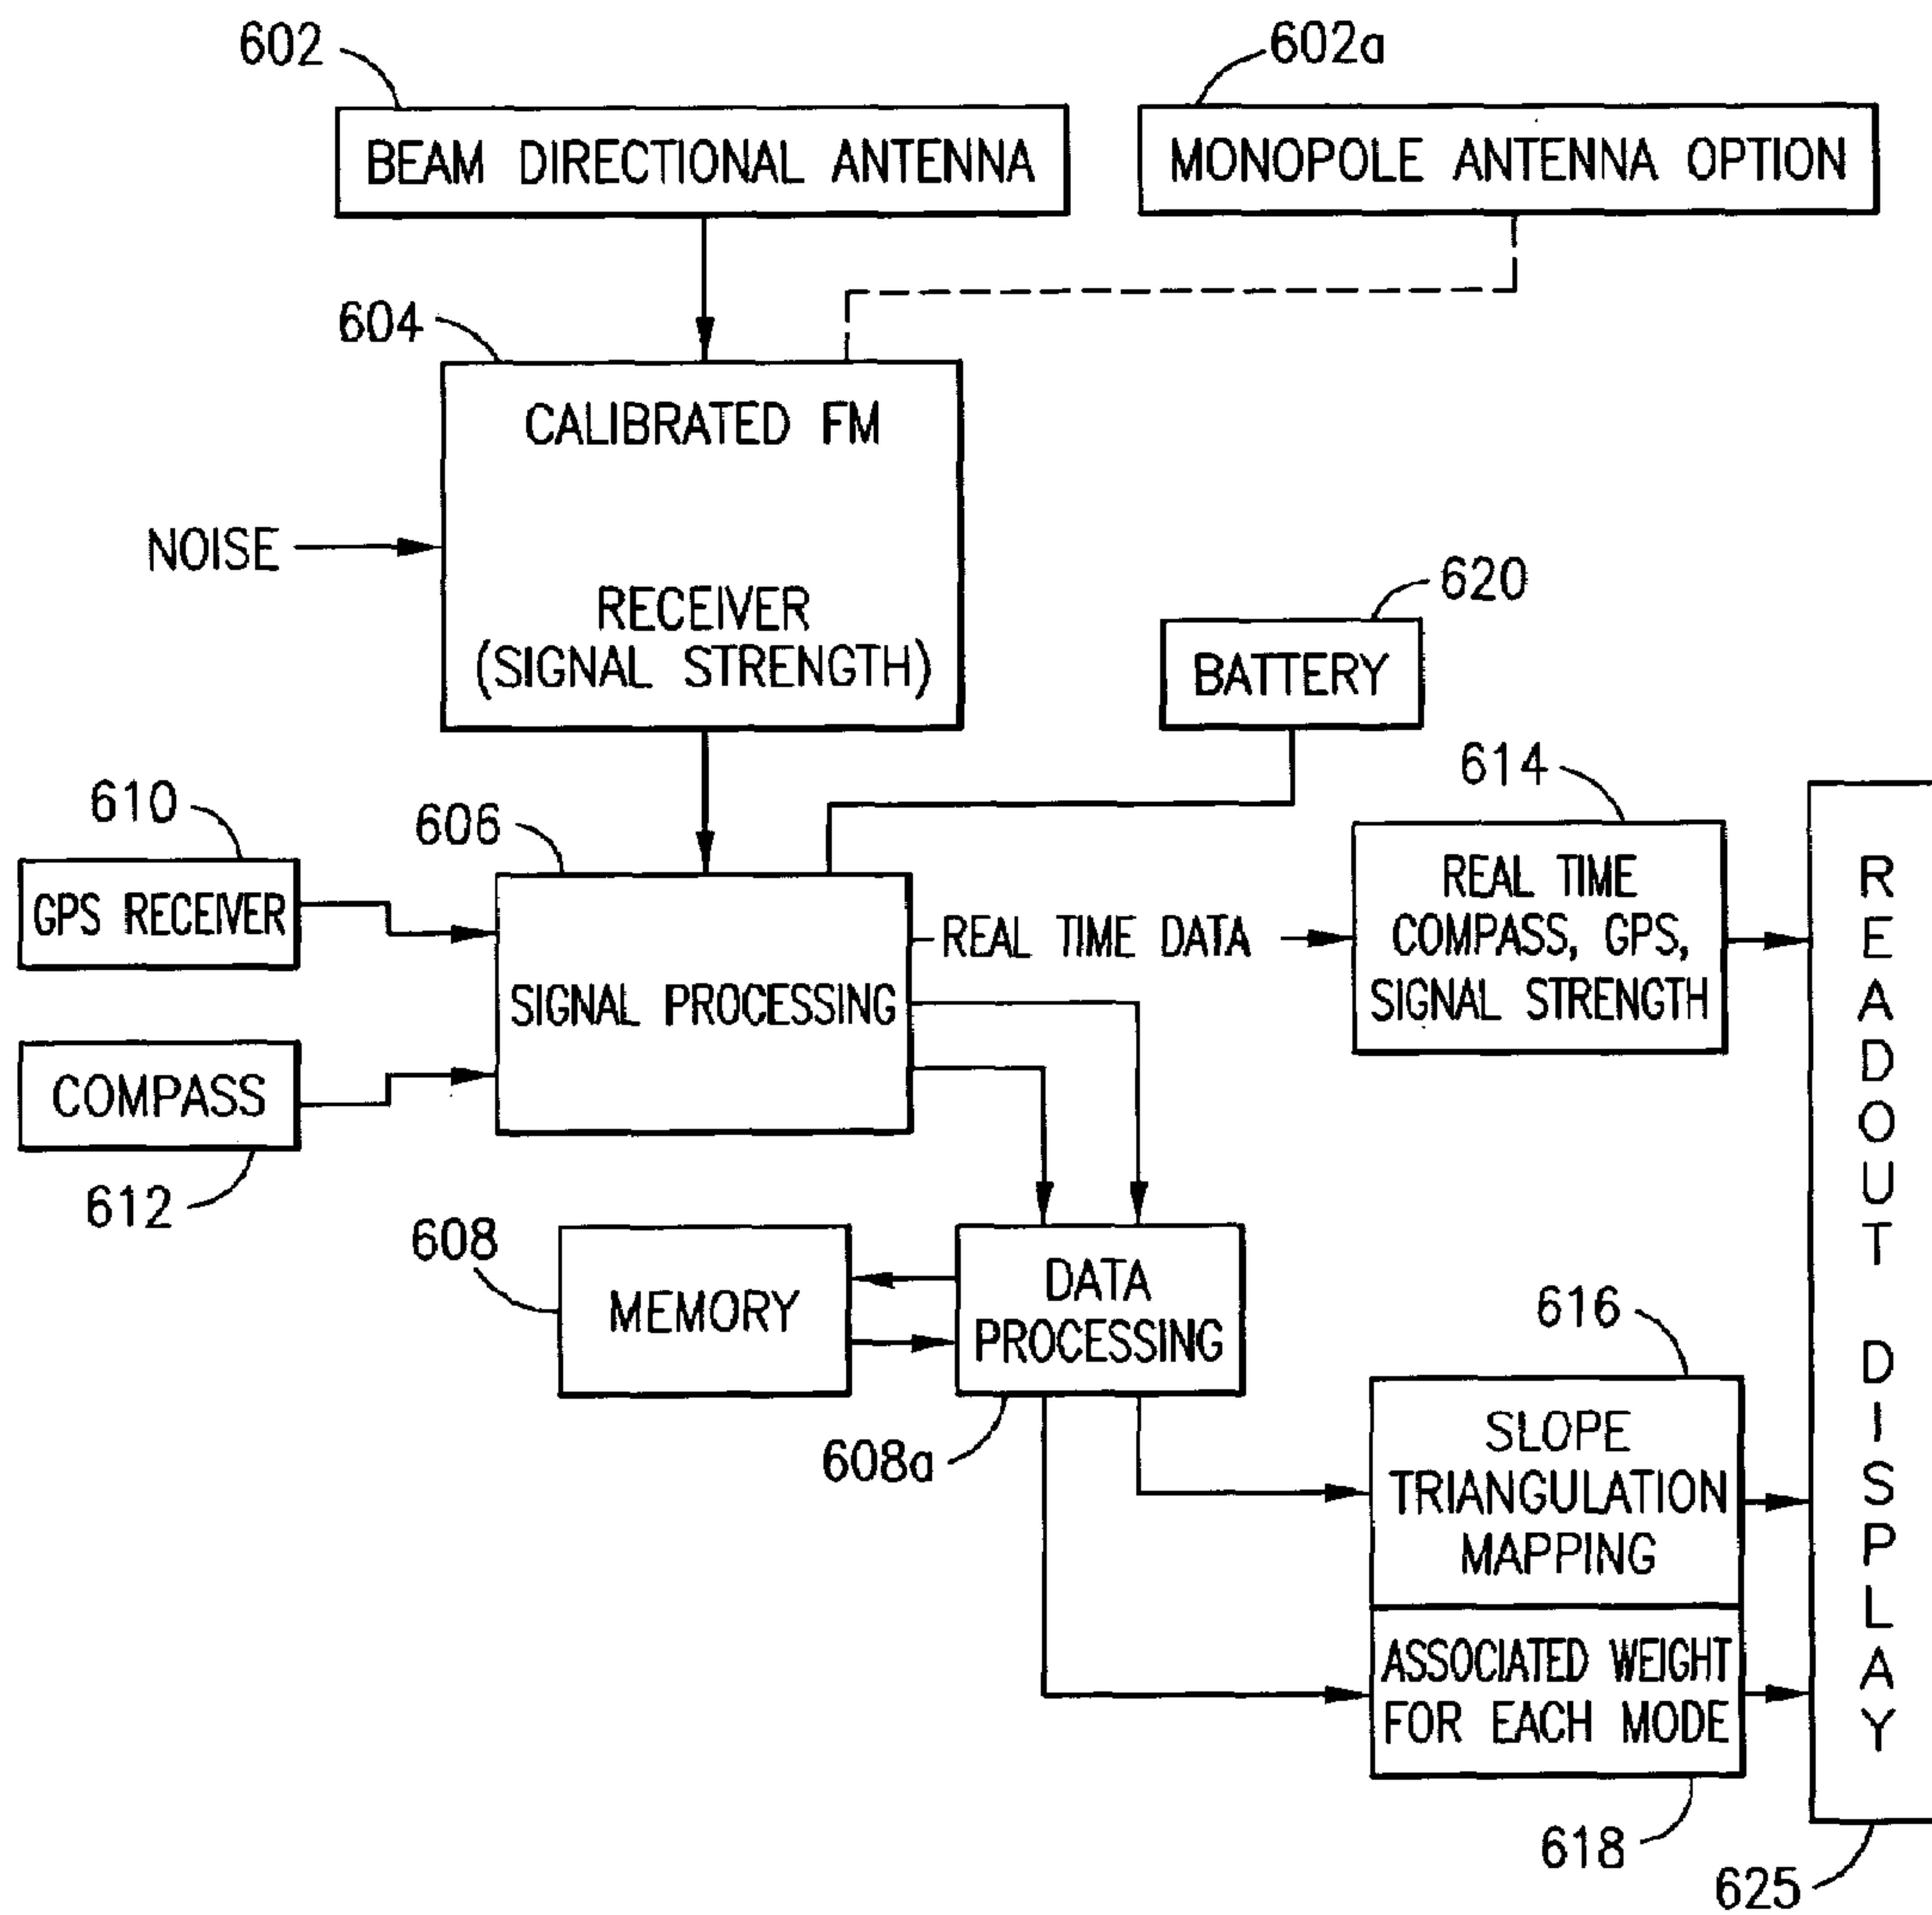 602
602a
BEAM DIRECTIONAL ANTENNA
MONOPOLE ANTENNA OPTION
604
CALIBRATED FM
NOISE
RECEIVER
(SIGNAL STRENGTH)
620
BATTERY
614
610
606
GPS RECEIVER
REAL TIME DATA
REAL TIME
COMPASS, GPS,
SIGNAL STRENGTH
SIGNAL PROCESSING
COMPASS
612
608
MEMORY
DATA
PROCESSING
608a
616
SLOPE
TRIANGULATION
MAPPING
ASSOCIATED WEIGHT
FOR EACH MODE
618
READOUT DISPLAY
625